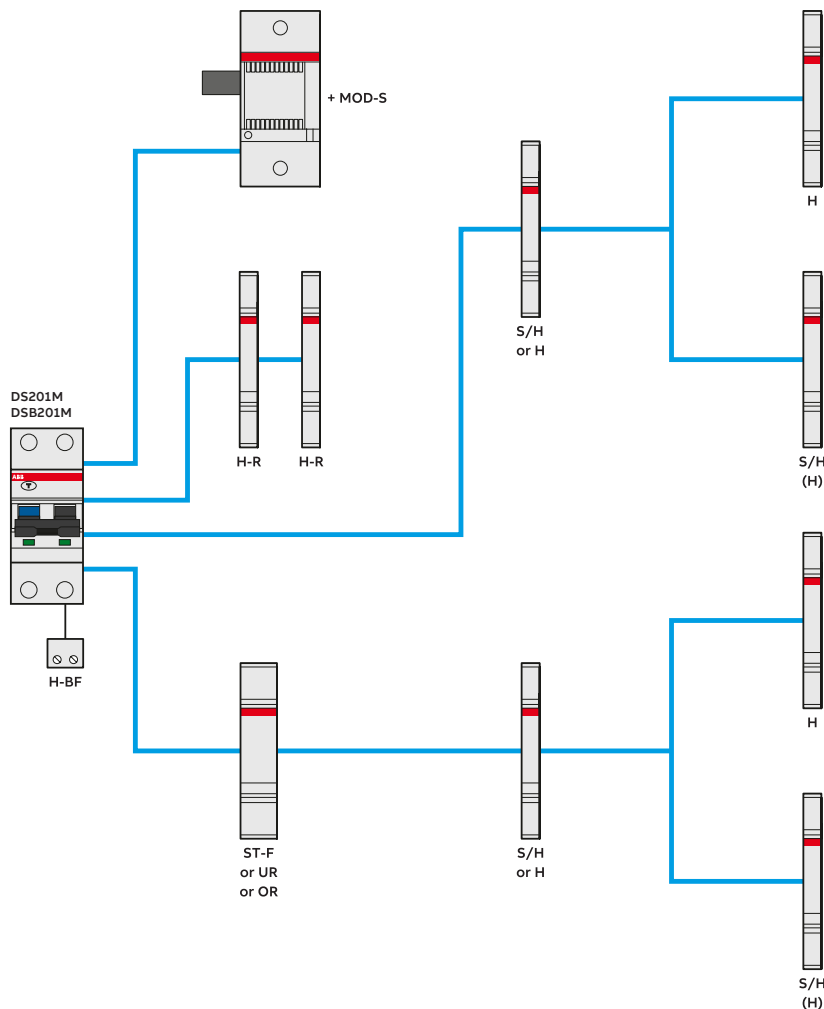 + MOD-S
H
S/H
or H
H-R
H-R
S/H
(H)
DS201M
DSB201M
ABB
H-BF
H
ST-F
or UR
or OR
S/H
or H
S/H
(H)